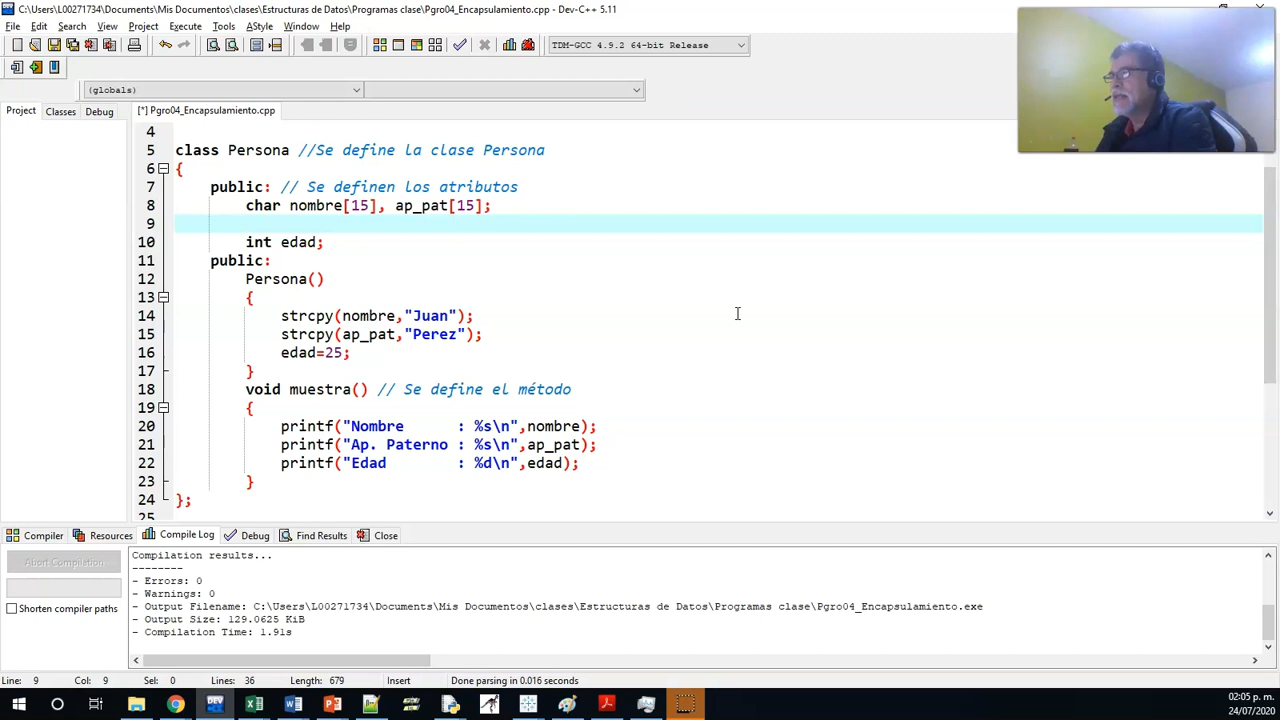 C:\Users\L00271734\Documents\Mis Documentos\clases\Estructuras de Datos\Programas clase\Pgro04_Encapsulamiento.cpp - Dev-C++ 5.11
File Edit Search View Project Execute Tools AStyle Window Help
TDM-GCC 4.9.2 64-bit Release
(globals)
Project Classes Debug [*] Pgro04_Encapsulamiento.cpp
4
5 class Persona //Se define la clase Persona
6 {
7 public: // Se definen los atributos
8 char nombre[15], ap_pat[15];
9
10 int edad;
11 public:
12 Persona()
13 {
14 strcpy(nombre,"Juan");
15 strcpy(ap_pat,"Perez");
16 edad=25;
17 }
18 void muestra() // Se define el método
19 {
20 printf("Nombre      : %s\n",nombre);
21 printf("Ap. Paterno : %s\n",ap_pat);
22 printf("Edad        : %d\n",edad);
23 }
24 };
25
Compiler Resources Compile Log Debug Find Results Close
Abort Compilation
Shorten compiler paths
Compilation results...
--------
- Errors: 0
- Warnings: 0
- Output Filename: C:\Users\L00271734\Documents\Mis Documentos\clases\Estructuras de Datos\Programas clase\Pgro04_Encapsulamiento.exe
- Output Size: 129.0625 KiB
- Compilation Time: 1.91s
Line: 9 Col: 9 Sel: 0 Lines: 36 Length: 679 Insert Done parsing in 0.016 seconds
02:05 p. m.
24/07/2020